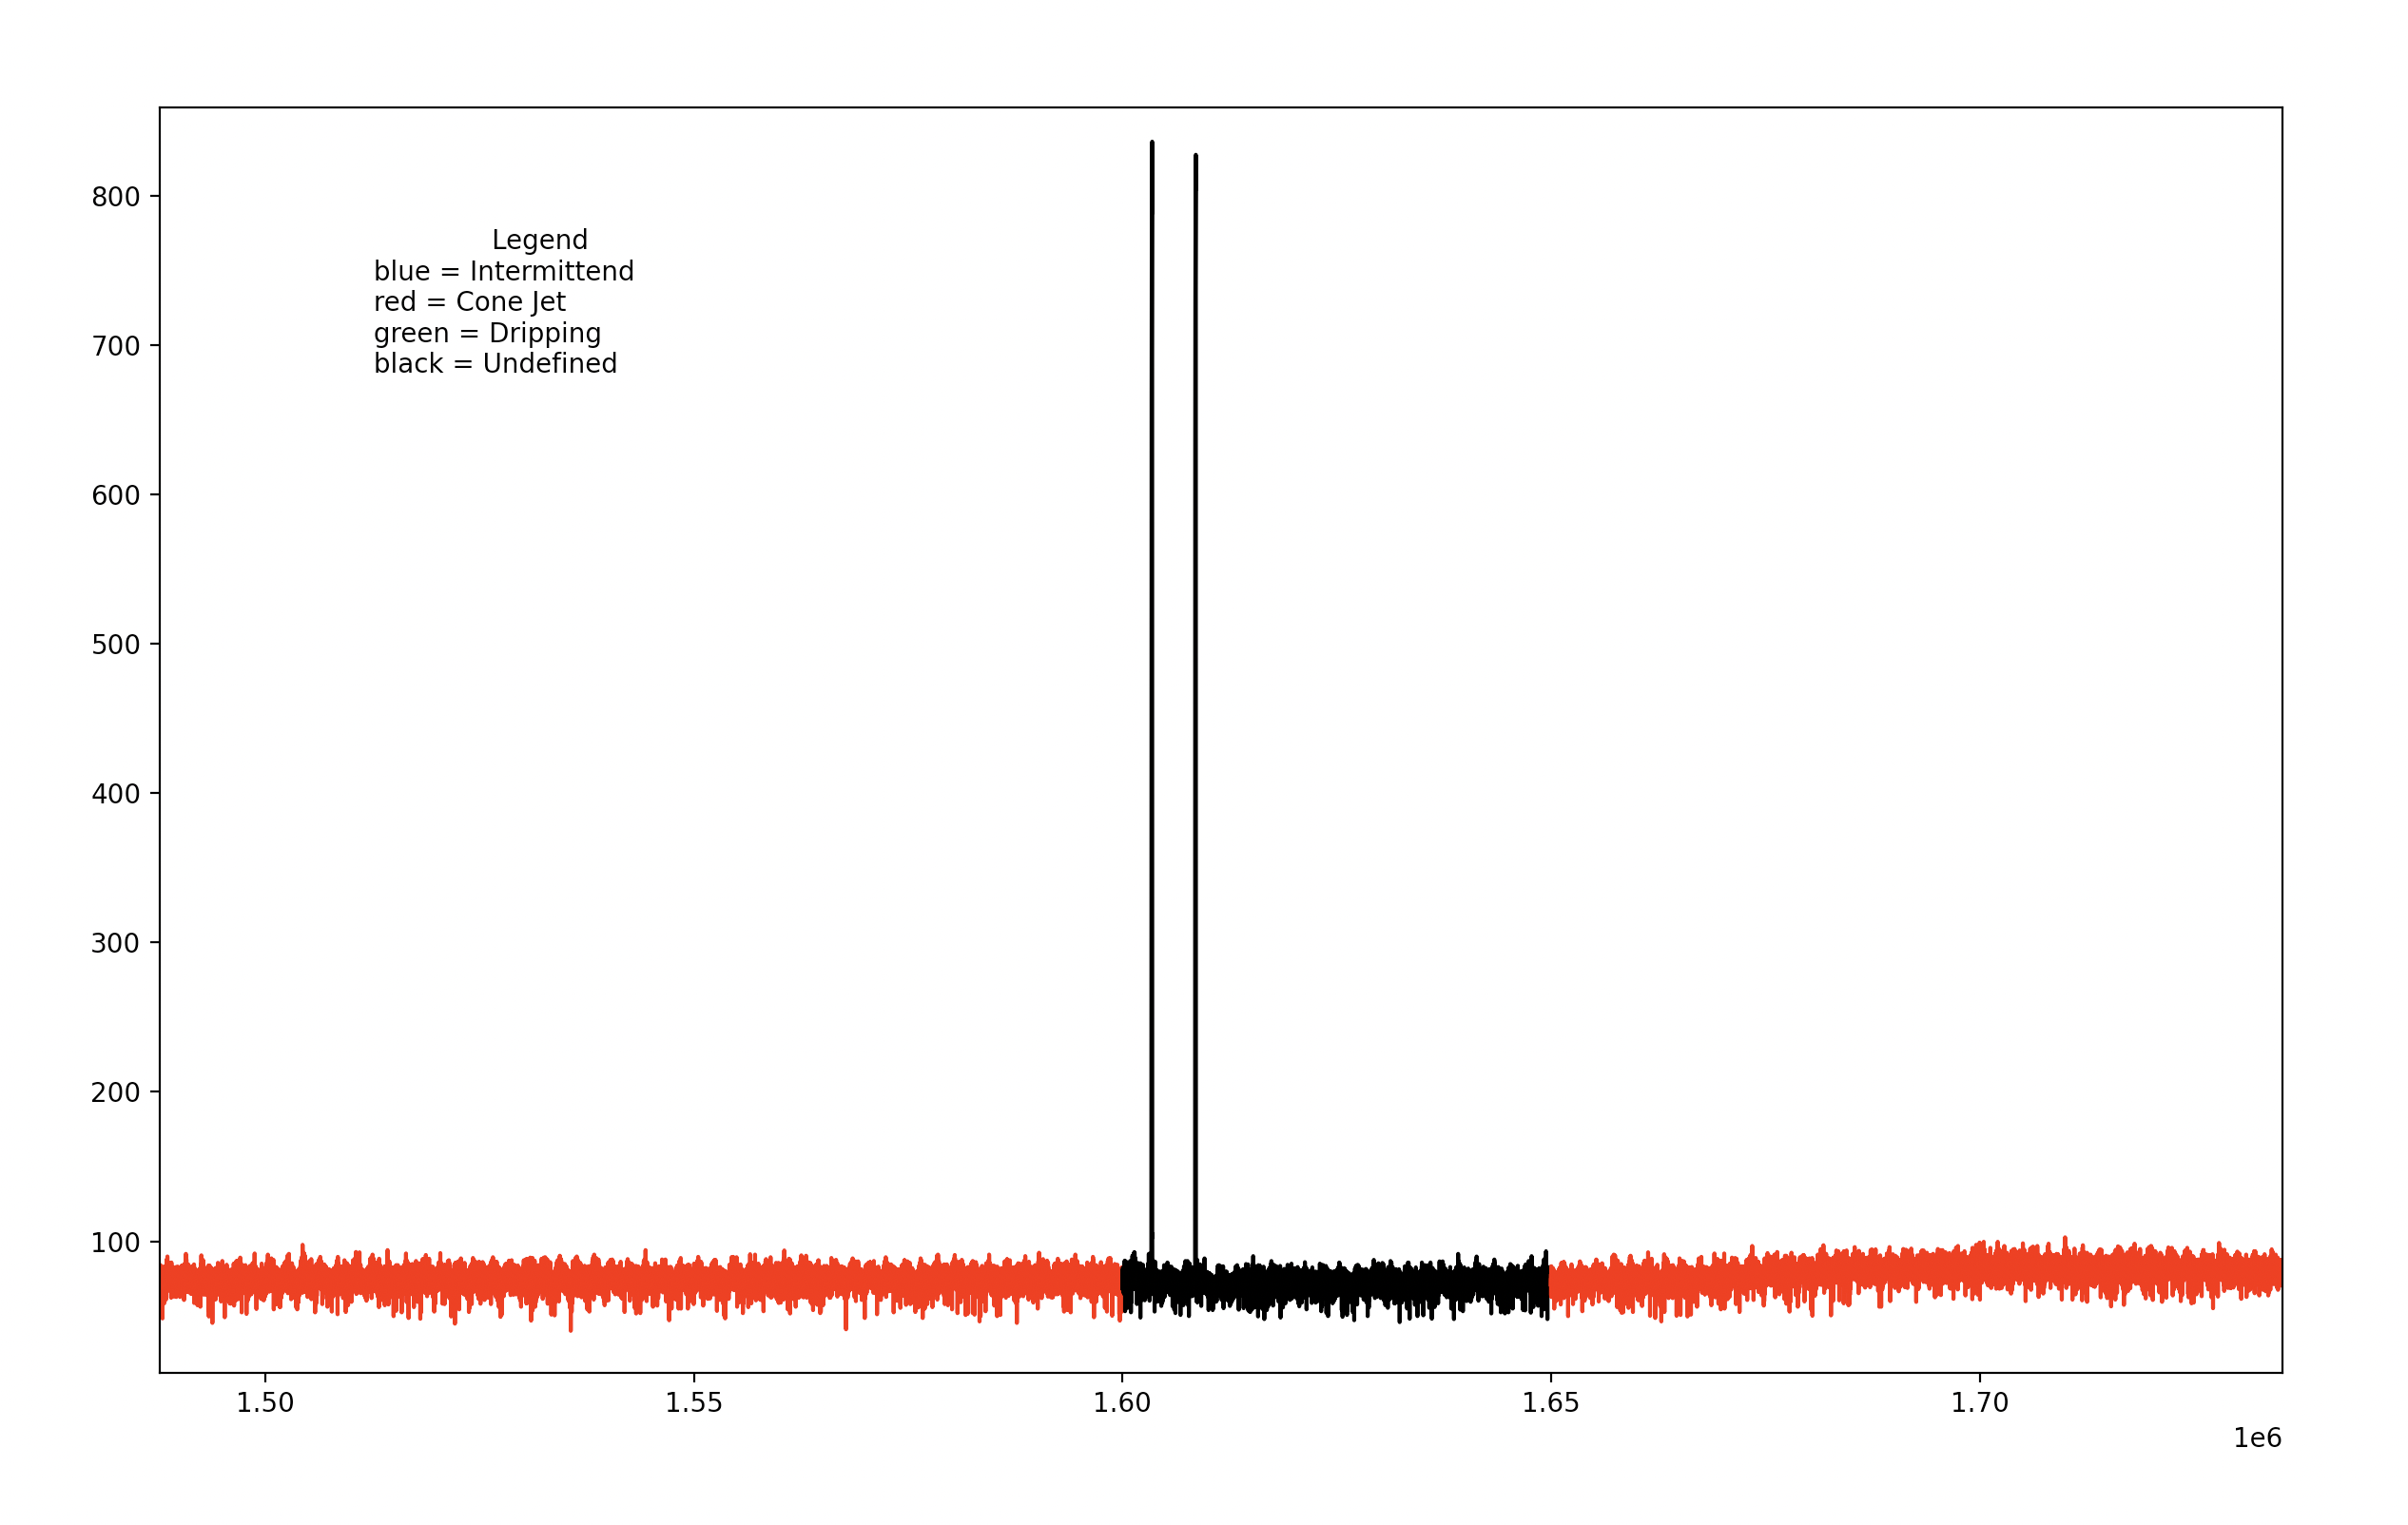 800
700
600
500
400
300
200
100
Legend
blue = Intermittend
red = Cone Jet
green = Dripping
black = Undefined
1.50 1.55 1.60 1.65 1.70
1e6